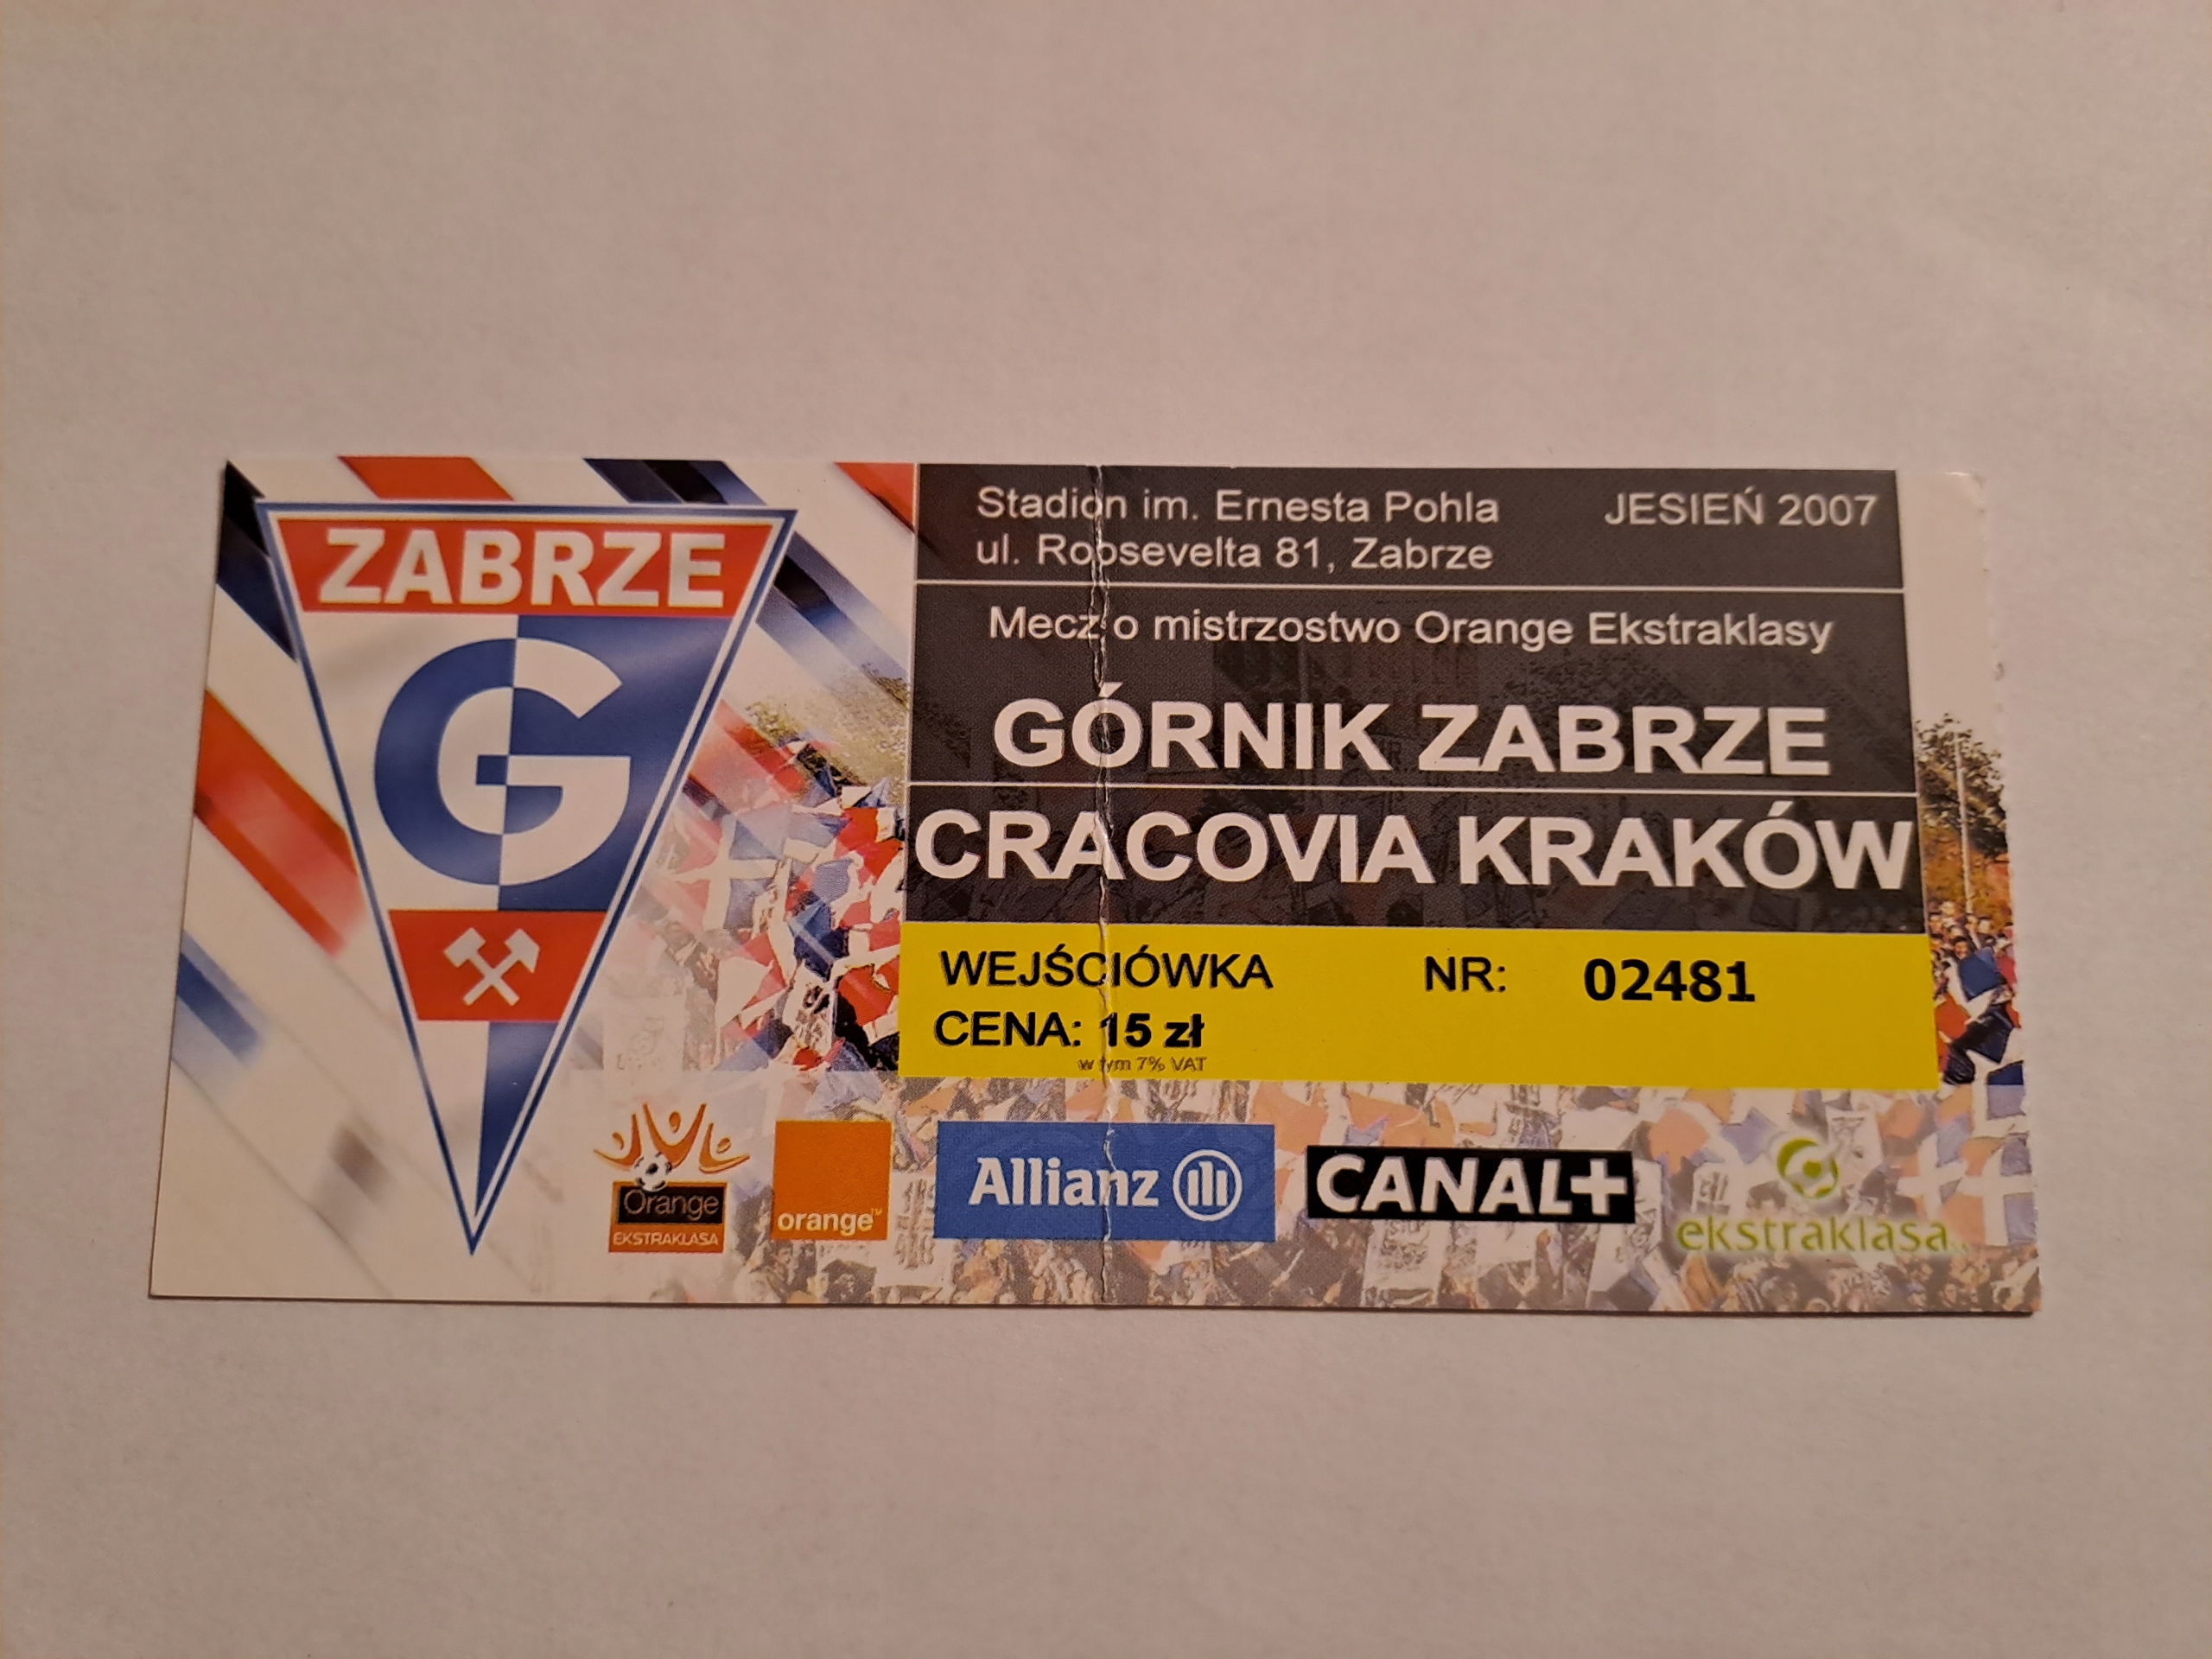 ZABRZE
G
Stadion im. Ernesta Pohla
JESIEŃ 2007
ul. Roosevelta 81, Zabrze
Mecz o mistrzostwo Orange Ekstraklasy
GÓRNIK ZABRZE
CRACOVIA KRAKÓW
WEJŚCIÓWKA
NR: 02481
CENA: 15 zł
w tym 7% VAT
Orange
EKSTRAKLASA
orange™
Allianz
CANAL+
ekstraklasa